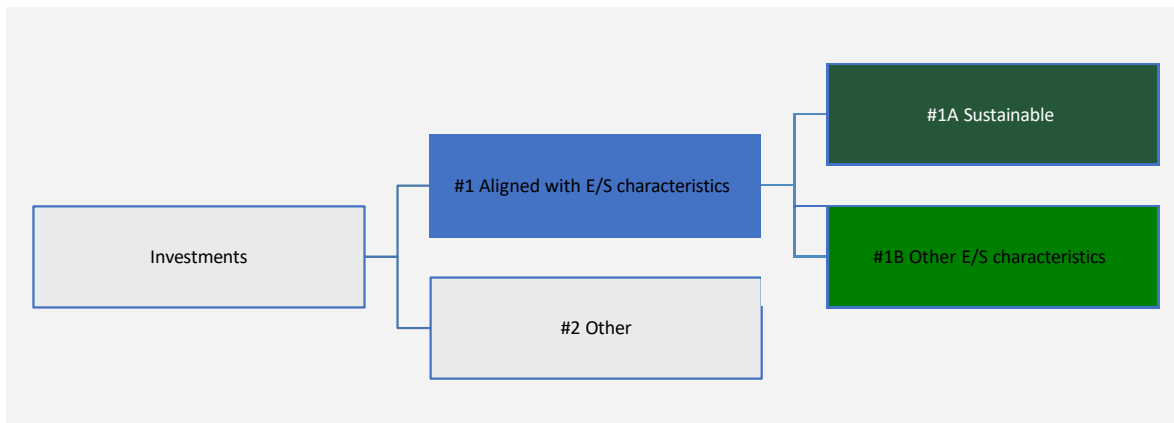 #1A Sustainable
#1 Aligned with E/S characteristics
Investments
#1B Other E/S characteristics
#2 Other